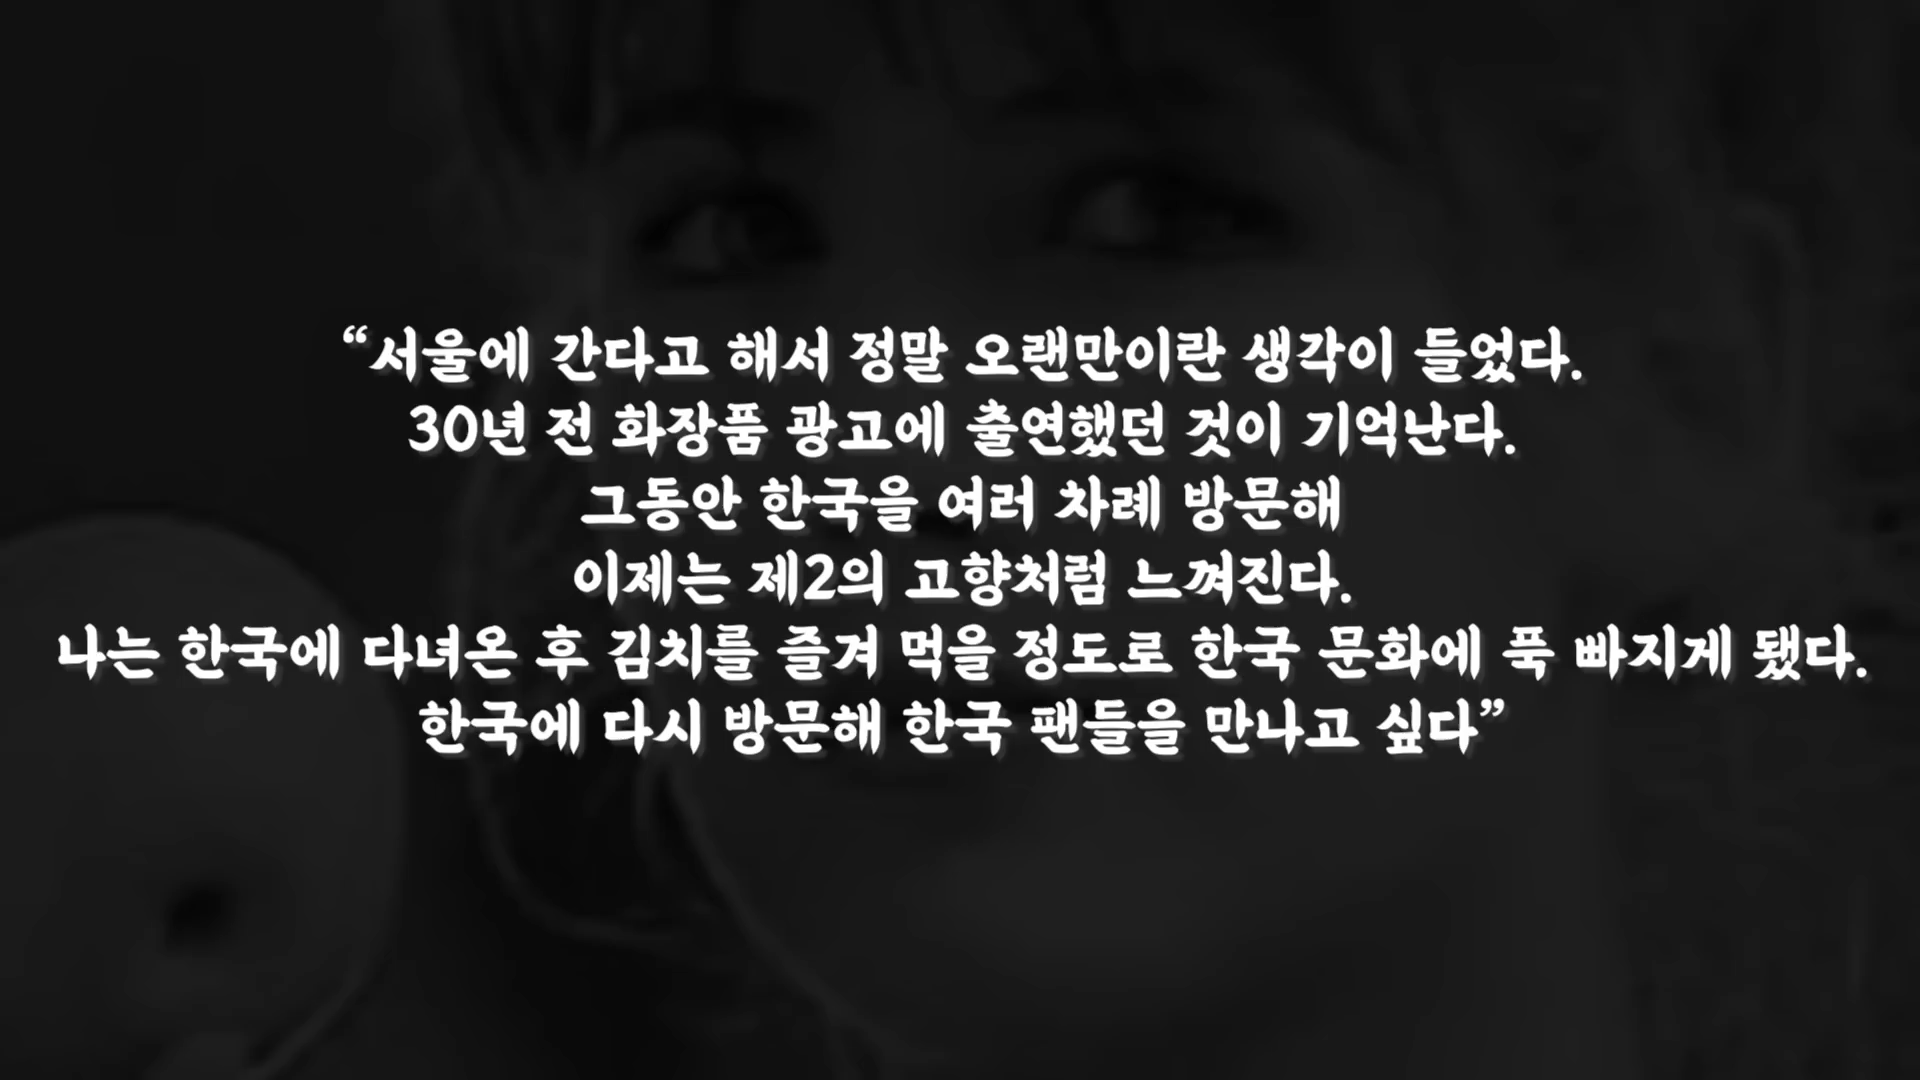 “서울에 간다고 해서 정말 오랜만이란 생각이 들었다.
30년 전 화장품 광고에 출연했던 것이 기억난다.
그동안 한국을 여러 차례 방문해
이제는 제2의 고향처럼 느껴진다.
나는 한국에 다녀온 후 김치를 즐겨 먹을 정도로 한국 문화에 푹 빠지게 됐다.
한국에 다시 방문해 한국 팬들을 만나고 싶다”